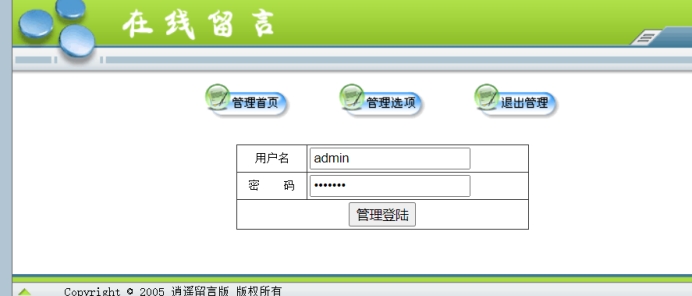 在线留言
管理首页 管理选项 退出管理
用户名 admin
密 码 •••••••
管理登陆
Copyright © 2005 逍遥留言版 版权所有